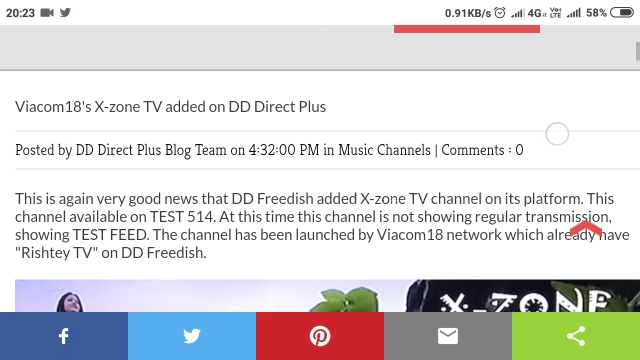 20:23 0.91KB/s 4G Vo LTE 58%
Viacom18's X-zone TV added on DD Direct Plus
Posted by DD Direct Plus Blog Team on 4:32:00 PM in Music Channels | Comments : 0
This is again very good news that DD Freedish added X-zone TV channel on its platform. This
channel available on TEST 514. At this time this channel is not showing regular transmission,
showing TEST FEED. The channel has been launched by Viacom18 network which already have
"Rishtey TV" on DD Freedish.
X-ZONE